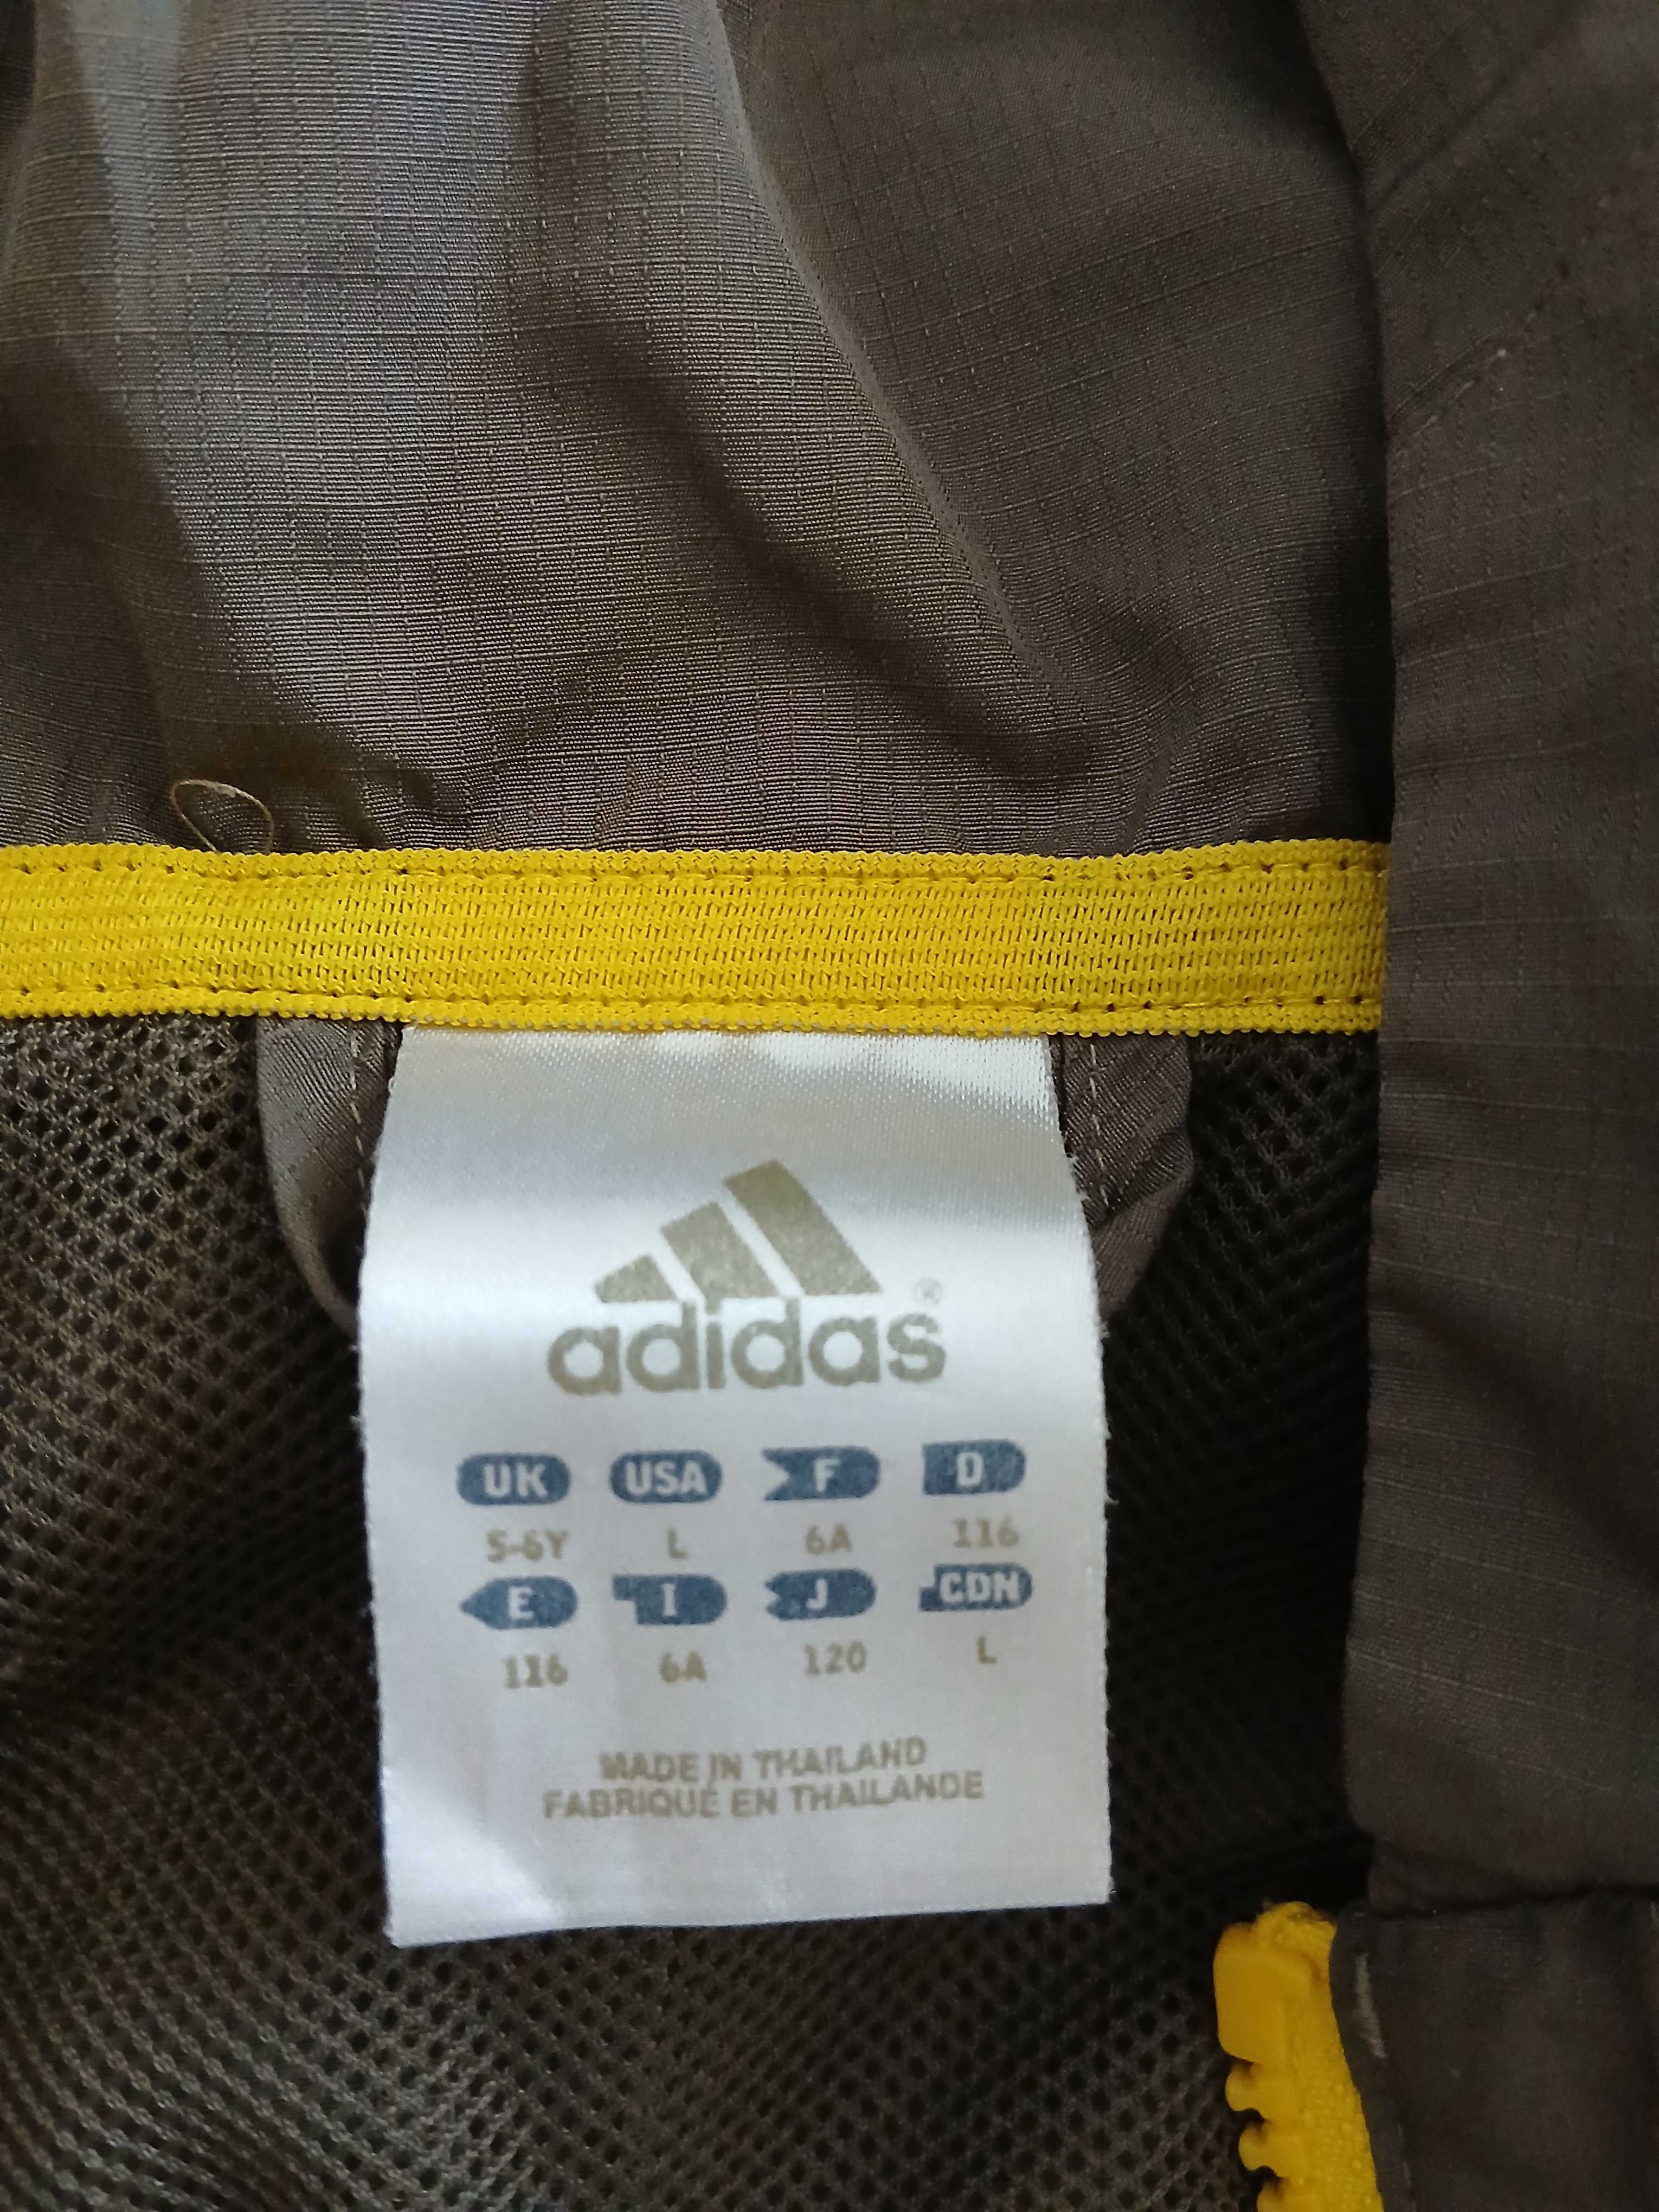 adidas®
UK USA F D
5-6Y L 6A 116
E I J CDN
116 6A 120 L
MADE IN THAILAND
FABRIQUÉ EN THAILANDE